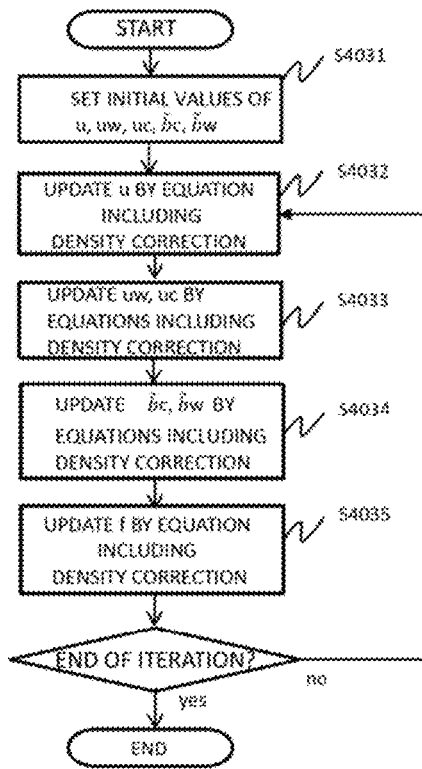 START
S4031
SET INITIAL VALUES OF
u, uw, uc, b̃c, b̃w
S4032
UPDATE u BY EQUATION
INCLUDING
DENSITY CORRECTION
S4033
UPDATE uw, uc BY
EQUATIONS INCLUDING
DENSITY CORRECTION
S4034
UPDATE b̃c, b̃w BY
EQUATIONS INCLUDING
DENSITY CORRECTION
S4035
UPDATE f BY EQUATION
INCLUDING
DENSITY CORRECTION
END OF ITERATION?
no
yes
END